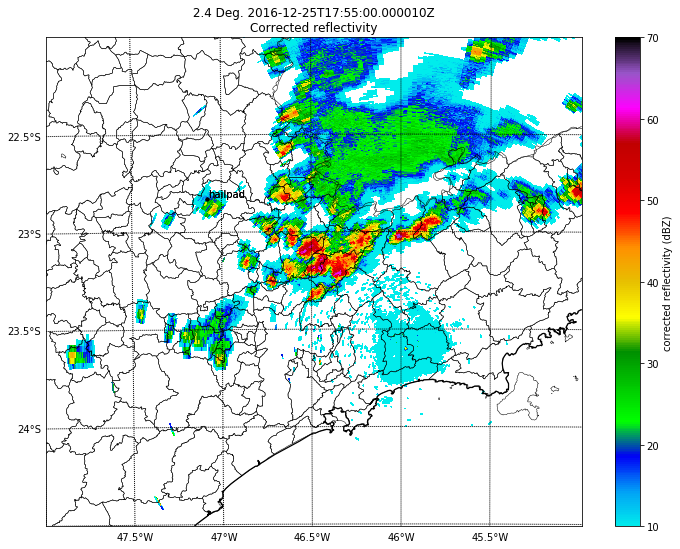 2.4 Deg. 2016-12-25T17:55:00.000010Z
Corrected reflectivity
70
60
50
40
30
20
10
corrected reflectivity (dBZ)
22.5°S
23°S
23.5°S
24°S
hailpad
47.5°W
47°W
46.5°W
46°W
45.5°W